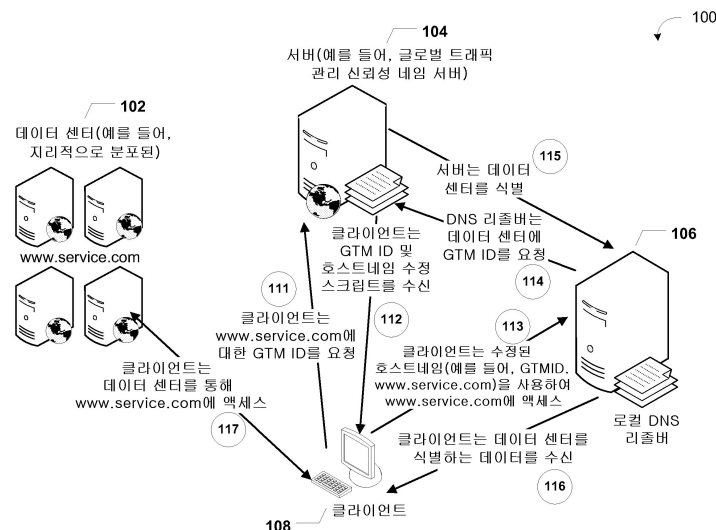 100
104
서버(예를 들어, 글로벌 트래픽
관리 신뢰성 네임 서버)
102
데이터 센터(예를 들어,
지리적으로 분포된)
www.service.com
115
서버는 데이터
센터를 식별
DNS 리졸버는
데이터 센터에
GTM ID를 요청
114
106
클라이언트는
GTM ID 및
호스트네임 수정
스크립트를 수신
112
111
클라이언트는
www.service.com에
대한 GTM ID를 요청
113
클라이언트는 수정된
호스트네임(예를 들어, GTMID.
www.service.com)을 사용하여
www.service.com에 액세스
클라이언트는
데이터 센터를 통해
www.service.com에 액세스
117
로컬 DNS
리졸버
클라이언트는 데이터 센터를
식별하는 데이터를 수신
116
클라이언트
108